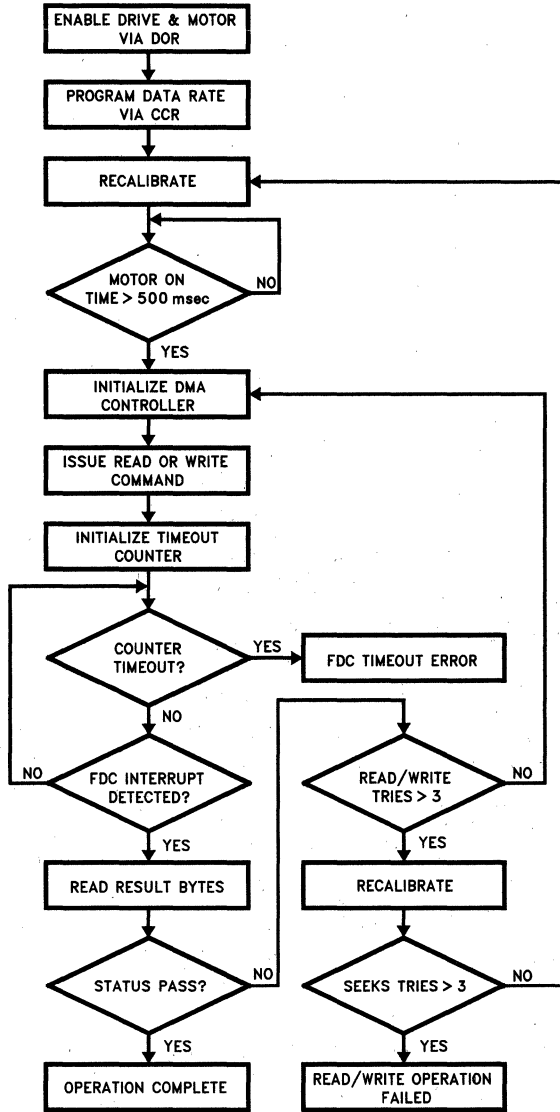 ENABLE DRIVE & MOTOR
VIA DOR
PROGRAM DATA RATE
VIA CCR
RECALIBRATE
MOTOR ON
TIME > 500 msec
NO
YES
INITIALIZE DMA
CONTROLLER
ISSUE READ OR WRITE
COMMAND
INITIALIZE TIMEOUT
COUNTER
COUNTER
TIMEOUT?
YES
FDC TIMEOUT ERROR
NO
FDC INTERRUPT
DETECTED?
NO
YES
READ/WRITE
TRIES > 3
NO
YES
READ RESULT BYTES
RECALIBRATE
STATUS PASS?
NO
YES
SEEKS TRIES > 3
NO
YES
OPERATION COMPLETE
READ/WRITE OPERATION
FAILED